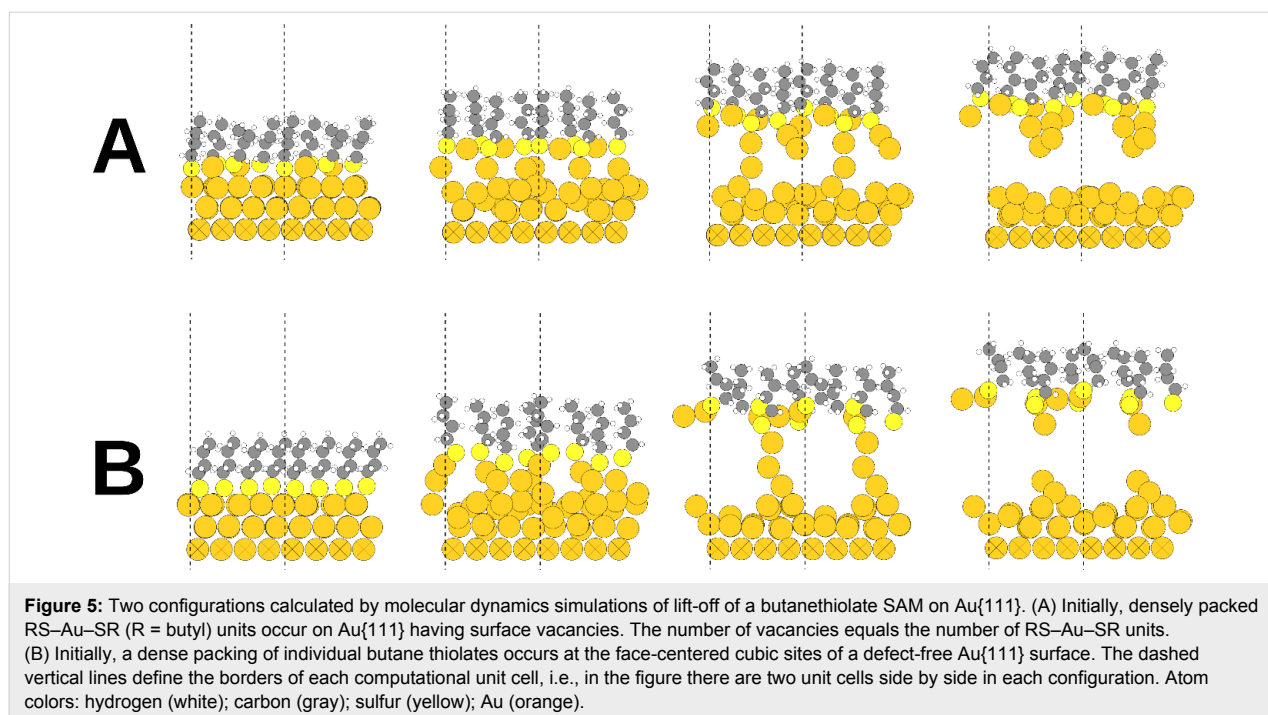 A
B
Figure 5: Two configurations calculated by molecular dynamics simulations of lift-off of a butanethiolate SAM on Au{111}. (A) Initially, densely packed
RS–Au–SR (R = butyl) units occur on Au{111} having surface vacancies. The number of vacancies equals the number of RS–Au–SR units.
(B) Initially, a dense packing of individual butane thiolates occurs at the face-centered cubic sites of a defect-free Au{111} surface. The dashed
vertical lines define the borders of each computational unit cell, i.e., in the figure there are two unit cells side by side in each configuration. Atom
colors: hydrogen (white); carbon (gray); sulfur (yellow); Au (orange).